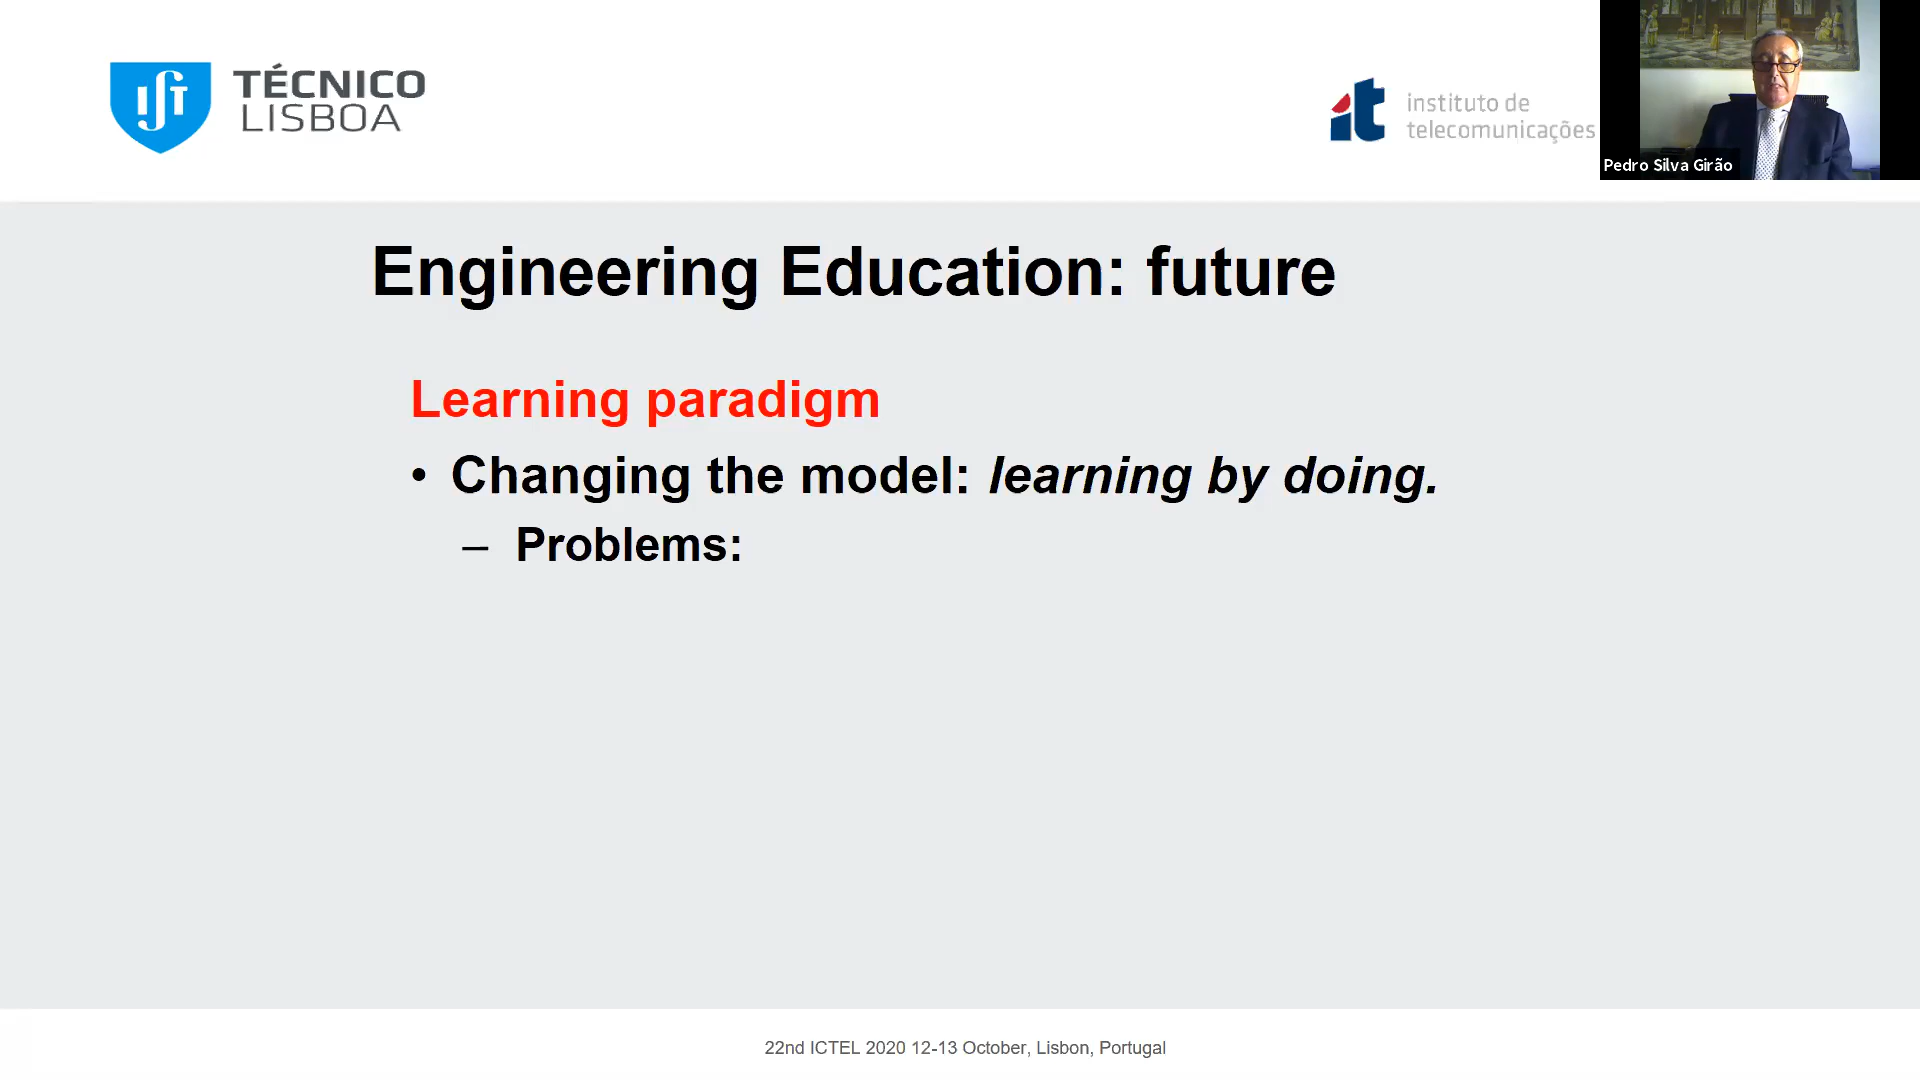 TÉCNICO
LISBOA
it
instituto de
telecomunicações
Pedro Silva Girão
Engineering Education: future
Learning paradigm
• Changing the model: learning by doing.
– Problems:
22nd ICTEL 2020 12-13 October, Lisbon, Portugal